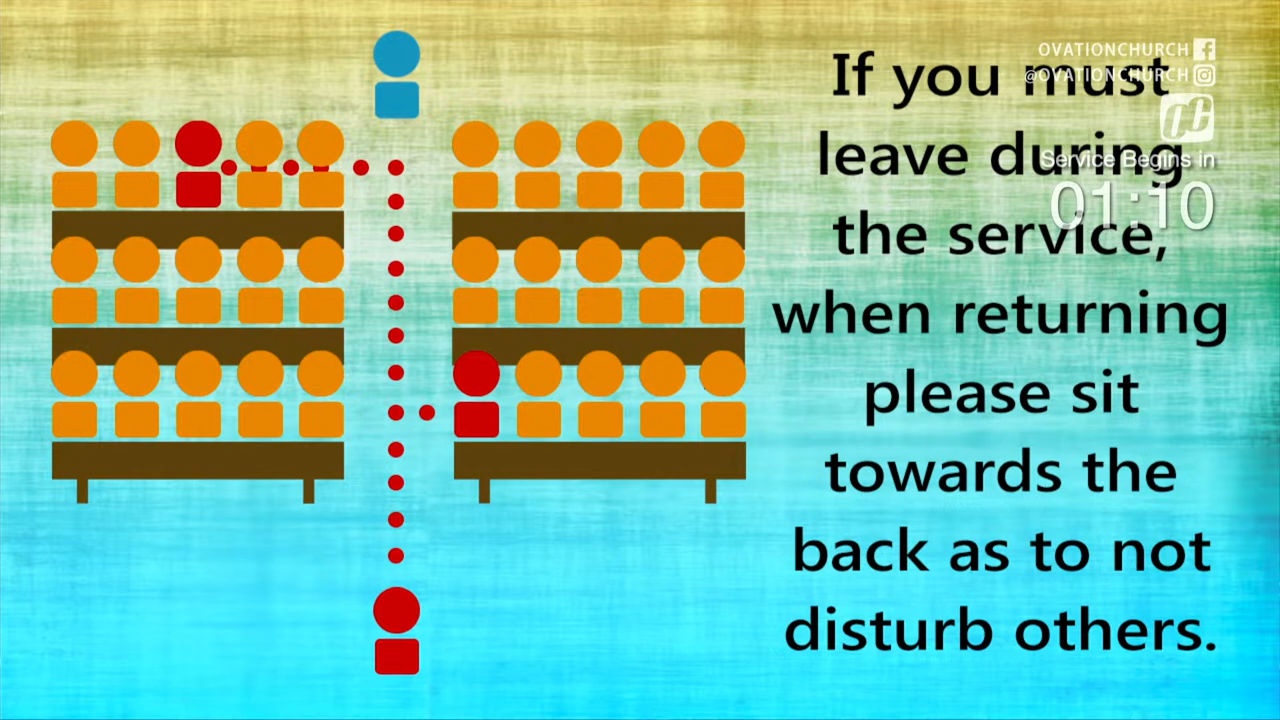 If you must
leave during
the service,
when returning
please sit
towards the
back as to not
disturb others.
OVATIONCHURCH
@OVATIONCHURCH
Service Begins in
01:10